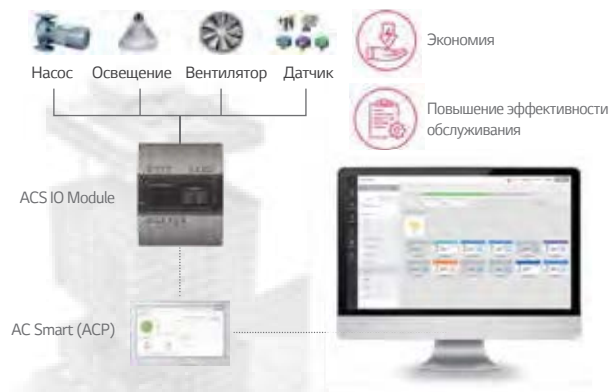 Экономия
Насос Освещение Вентилятор Датчик
Повышение эффективности
обслуживания
ACS IO Module
AC Smart (ACP)